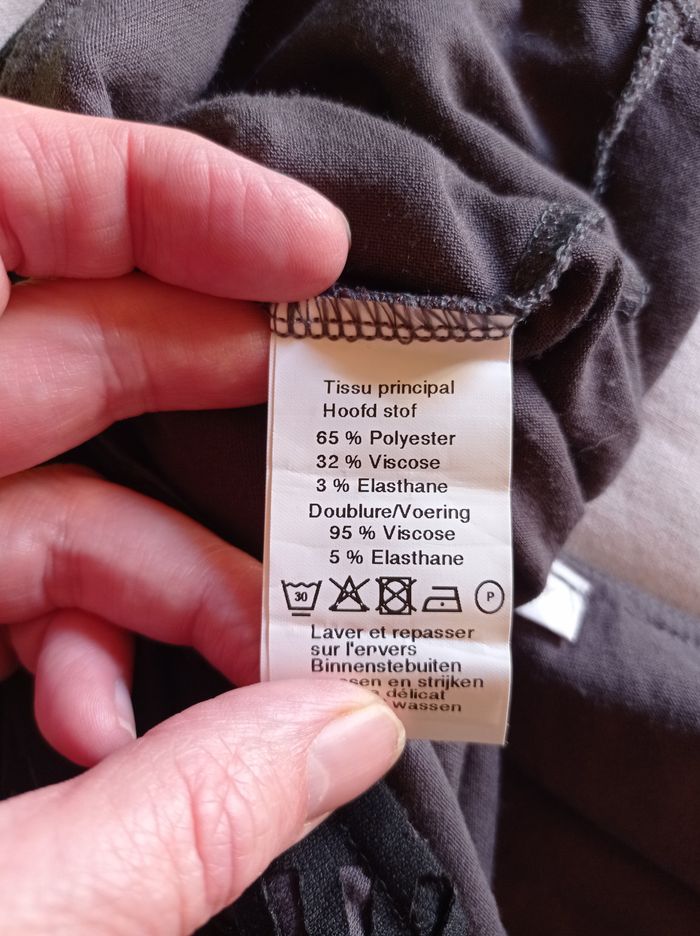 Tissu principal
Hoofd stof
65 % Polyester
32 % Viscose
3 % Elasthane
Doublure/Voering
95 % Viscose
5 % Elasthane
30 P
Laver et repasser
sur l'envers
Binnenstebuiten
en strijken
délicat
wassen